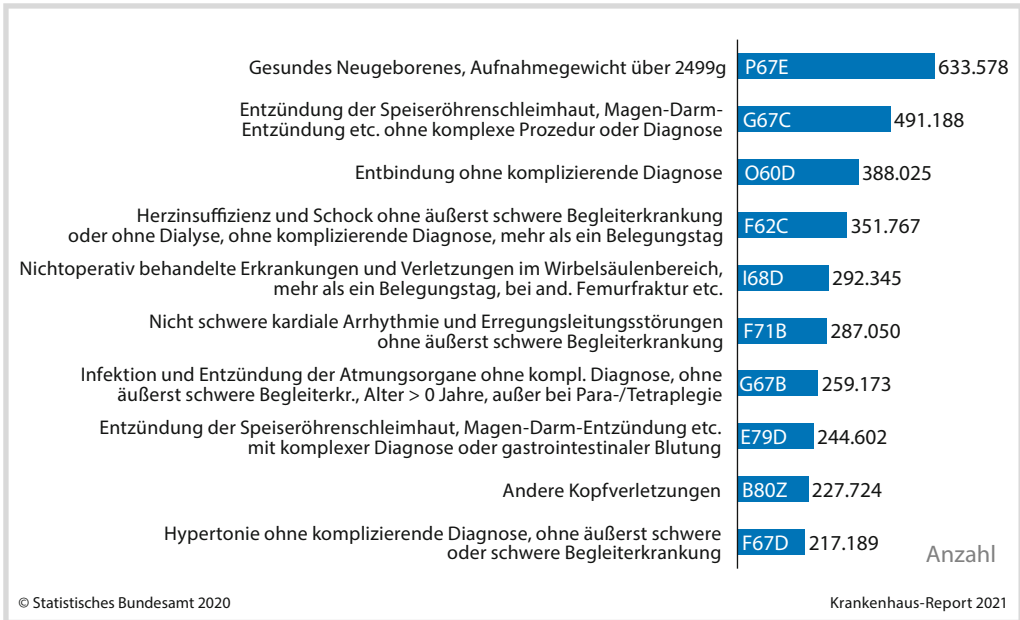 Gesundes Neugeborenes, Aufnahmegewicht über 2499g P67E 633.578
Entzündung der Speiseröhrenschleimhaut, Magen-Darm-
Entzündung etc. ohne komplexe Prozedur oder Diagnose G67C 491.188
Entbindung ohne komplizierende Diagnose O60D 388.025
Herzinsuffizienz und Schock ohne äußerst schwere Begleiterkrankung
oder ohne Dialyse, ohne komplizierende Diagnose, mehr als ein Belegungstag F62C 351.767
Nichtoperativ behandelte Erkrankungen und Verletzungen im Wirbelsäulenbereich,
mehr als ein Belegungstag, bei and. Femurfraktur etc. I68D 292.345
Nicht schwere kardiale Arrhythmie und Erregungsleitungsstörungen
ohne äußerst schwere Begleiterkrankung F71B 287.050
Infektion und Entzündung der Atmungsorgane ohne kompl. Diagnose, ohne
äußerst schwere Begleiterkr., Alter > 0 Jahre, außer bei Para-/Tetraplegie G67B 259.173
Entzündung der Speiseröhrenschleimhaut, Magen-Darm-Entzündung etc.
mit komplexer Diagnose oder gastrointestinaler Blutung E79D 244.602
Andere Kopfverletzungen B80Z 227.724
Hypertonie ohne komplizierende Diagnose, ohne äußerst schwere
oder schwere Begleiterkrankung F67D 217.189
Anzahl
© Statistisches Bundesamt 2020 Krankenhaus-Report 2021